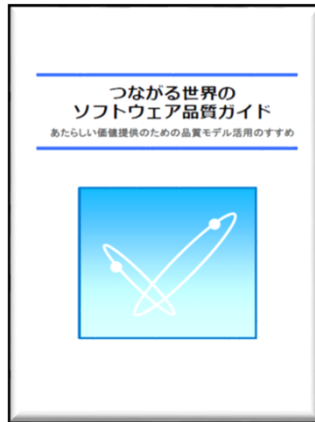 つながる世界の
ソフトウェア品質ガイド
あたらしい価値提供のための品質モデル活用のすすめ